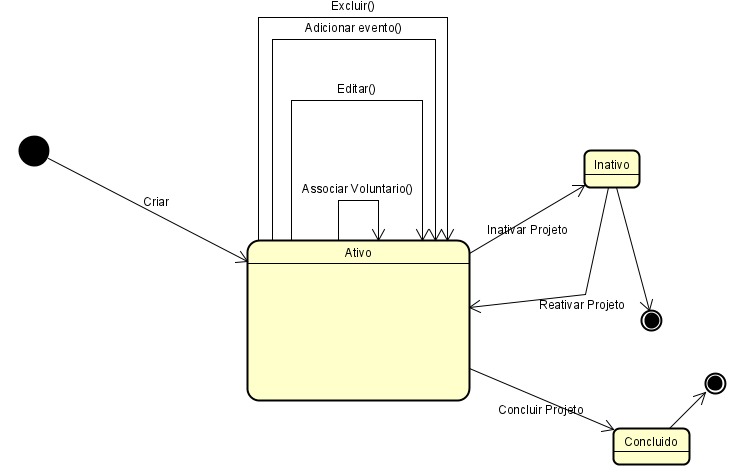 Excluir()
Adicionar evento()
Editar()
Associar Voluntario()
Criar
Ativo
Inativo
Inativar Projeto
Reativar Projeto
Concluir Projeto
Concluido